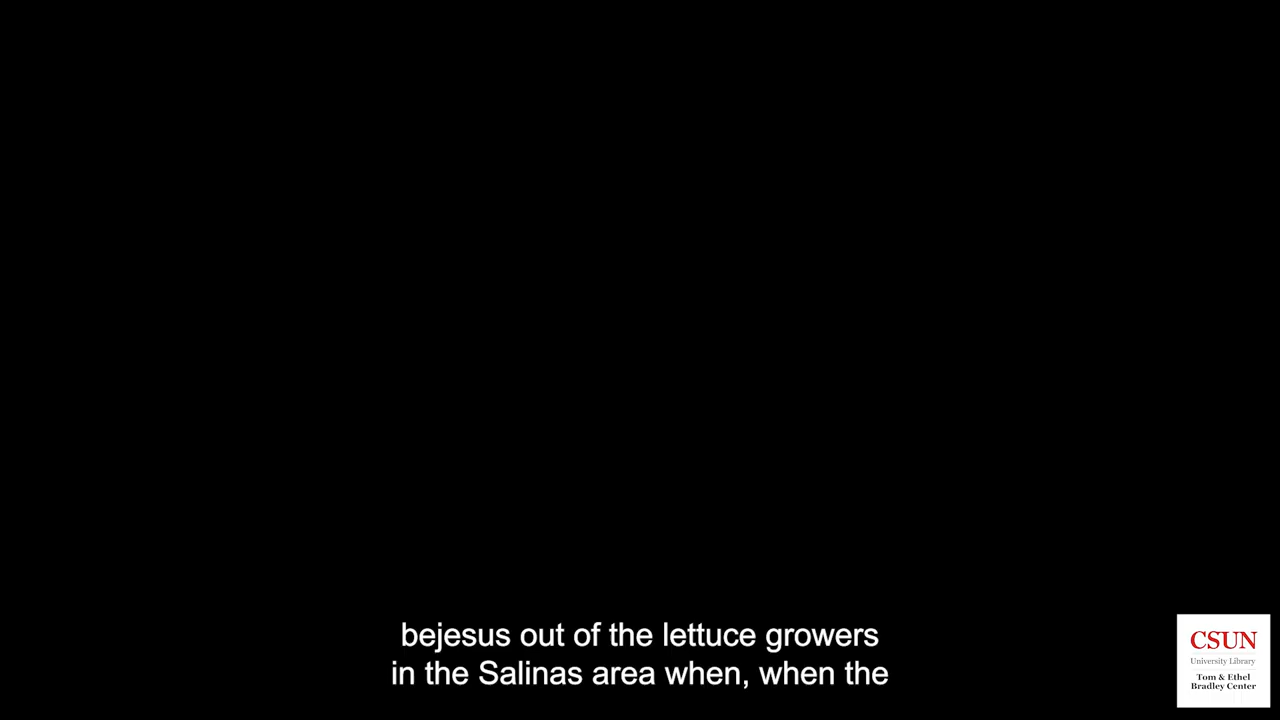 bejesus out of the lettuce growers
in the Salinas area when, when the
CSUN
University Library
Tom & Ethel
Bradley Center